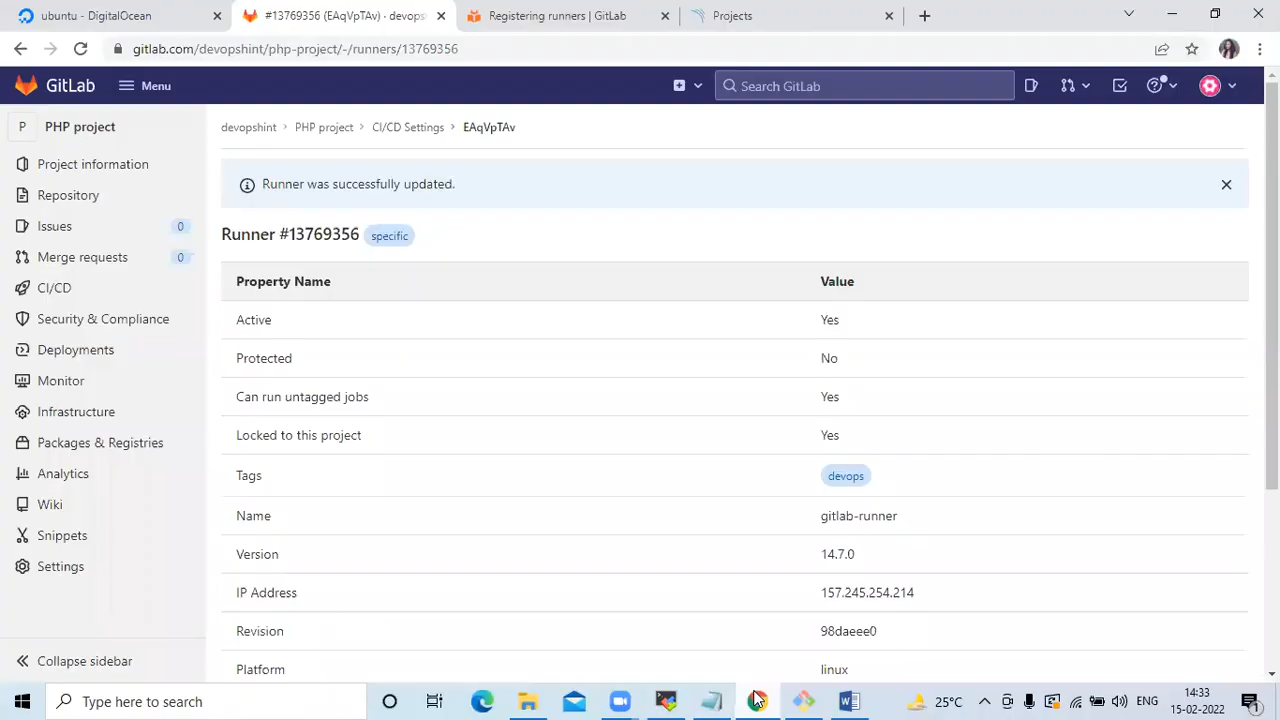 ubuntu - DigitalOcean
#13769356 (EAqVpTAv) · devops
Registering runners | GitLab
Projects
gitlab.com/devopshint/php-project/-/runners/13769356
GitLab
Menu
Search GitLab
P
PHP project
devopshint
PHP project
CI/CD Settings
EAqVpTAv
Project information
Repository
Issues
0
Merge requests
0
CI/CD
Security & Compliance
Deployments
Monitor
Infrastructure
Packages & Registries
Analytics
Wiki
Snippets
Settings
Collapse sidebar
Runner was successfully updated.
Runner #13769356 specific
Property Name Value
Active Yes
Protected No
Can run untagged jobs Yes
Locked to this project Yes
Tags devops
Name gitlab-runner
Version 14.7.0
IP Address 157.245.254.214
Revision 98daeee0
Platform linux
Type here to search
25°C
ENG
14:33
15-02-2022
1